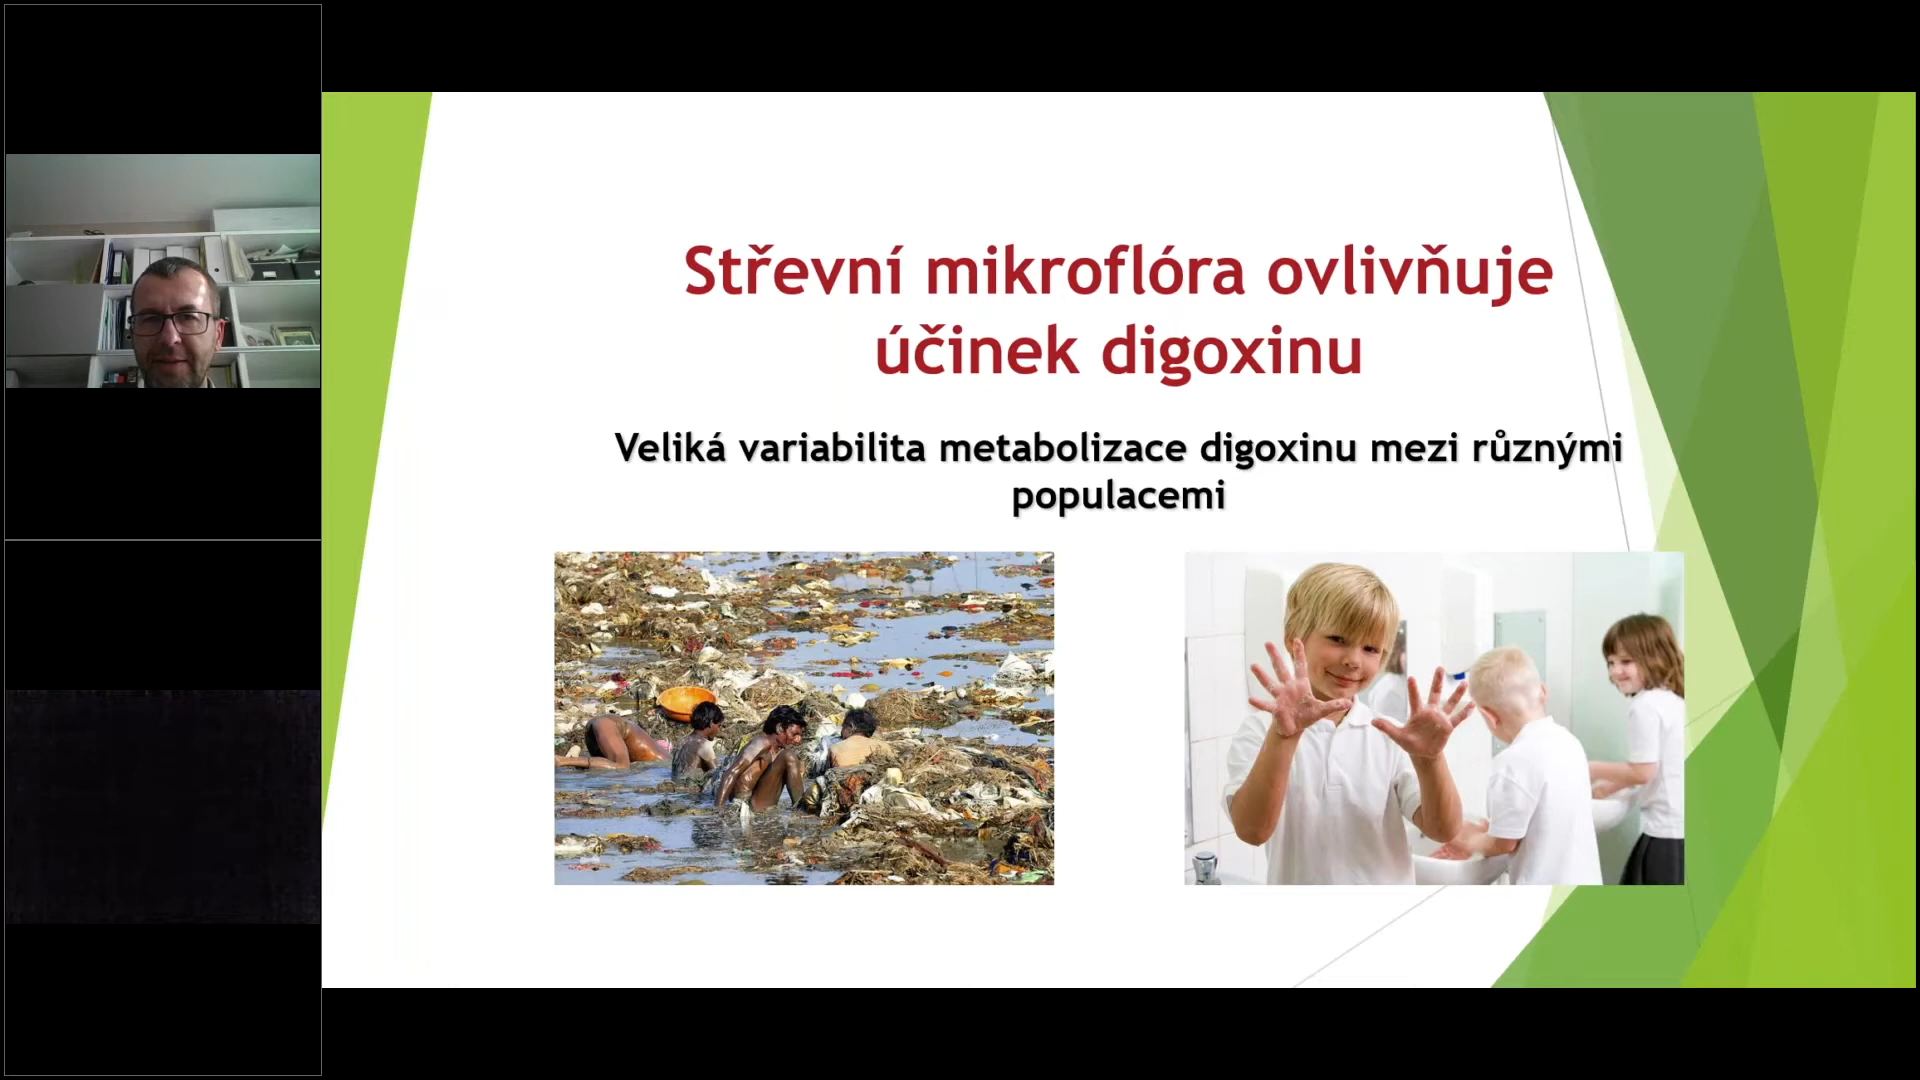 Střevní mikroflóra ovlivňuje
účinek digoxinu
Veliká variabilita metabolizace digoxinu mezi různými
populacemi